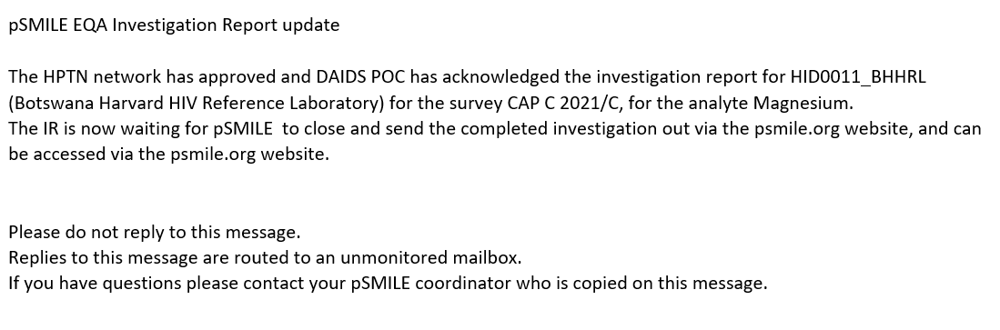 pSMILE EQA Investigation Report update
The HPTN network has approved and DAIDS POC has acknowledged the investigation report for HID0011_BHHRL
(Botswana Harvard HIV Reference Laboratory) for the survey CAP C 2021/C, for the analyte Magnesium.
The IR is now waiting for pSMILE  to close and send the completed investigation out via the psmile.org website, and can
be accessed via the psmile.org website.
Please do not reply to this message.
Replies to this message are routed to an unmonitored mailbox.
If you have questions please contact your pSMILE coordinator who is copied on this message.